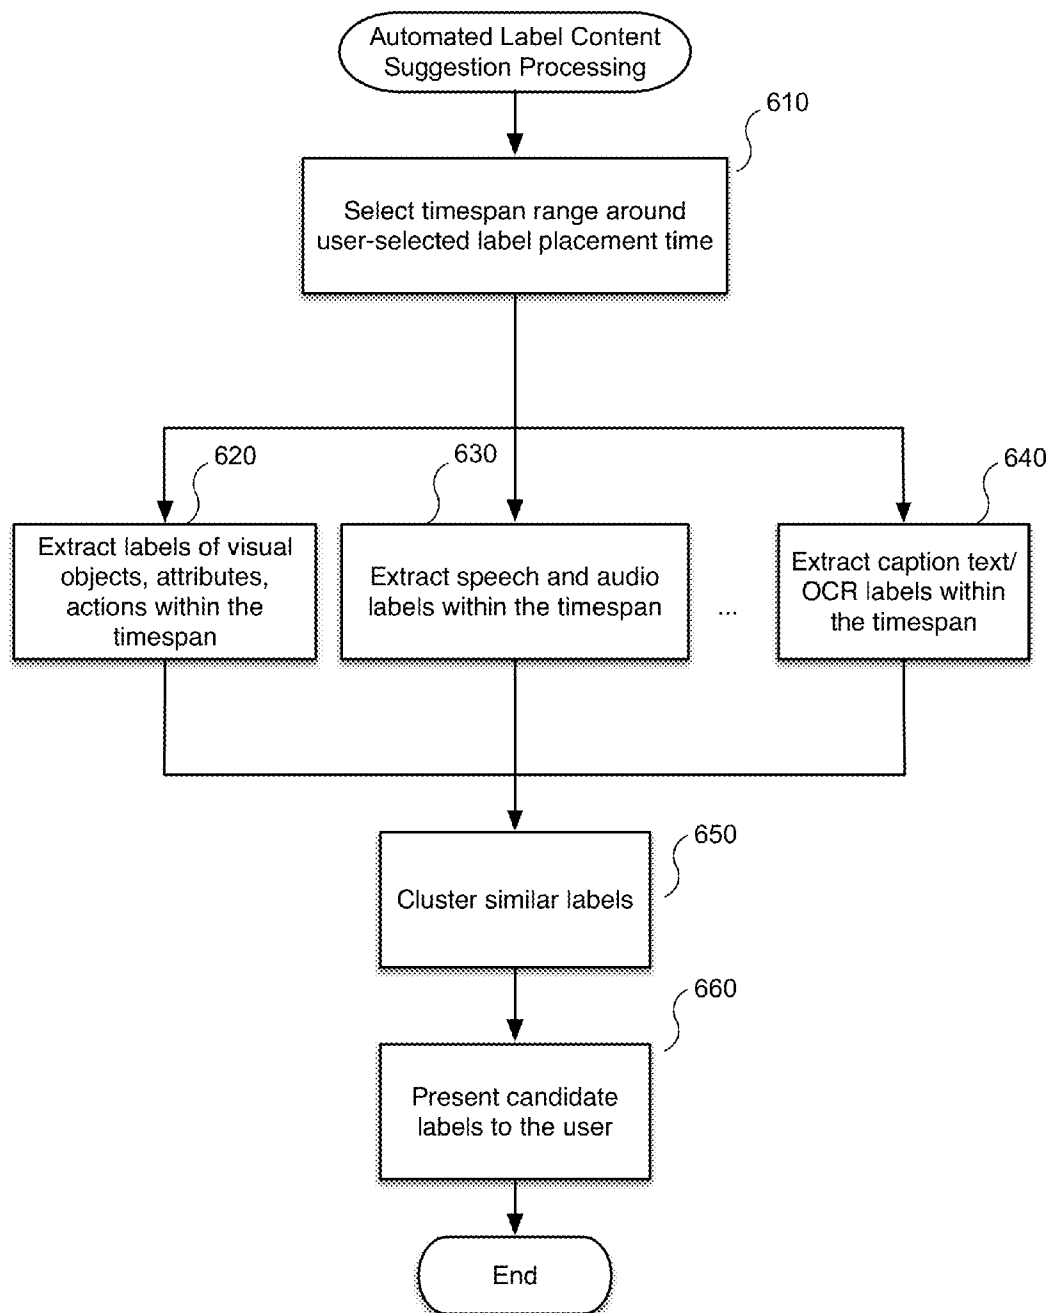 Automated Label Content
Suggestion Processing
610
Select timespan range around
user-selected label placement time
620
Extract labels of visual
objects, attributes,
actions within the
timespan
630
Extract speech and audio
labels within the timespan
...
640
Extract caption text/
OCR labels within
the timespan
650
Cluster similar labels
660
Present candidate
labels to the user
End